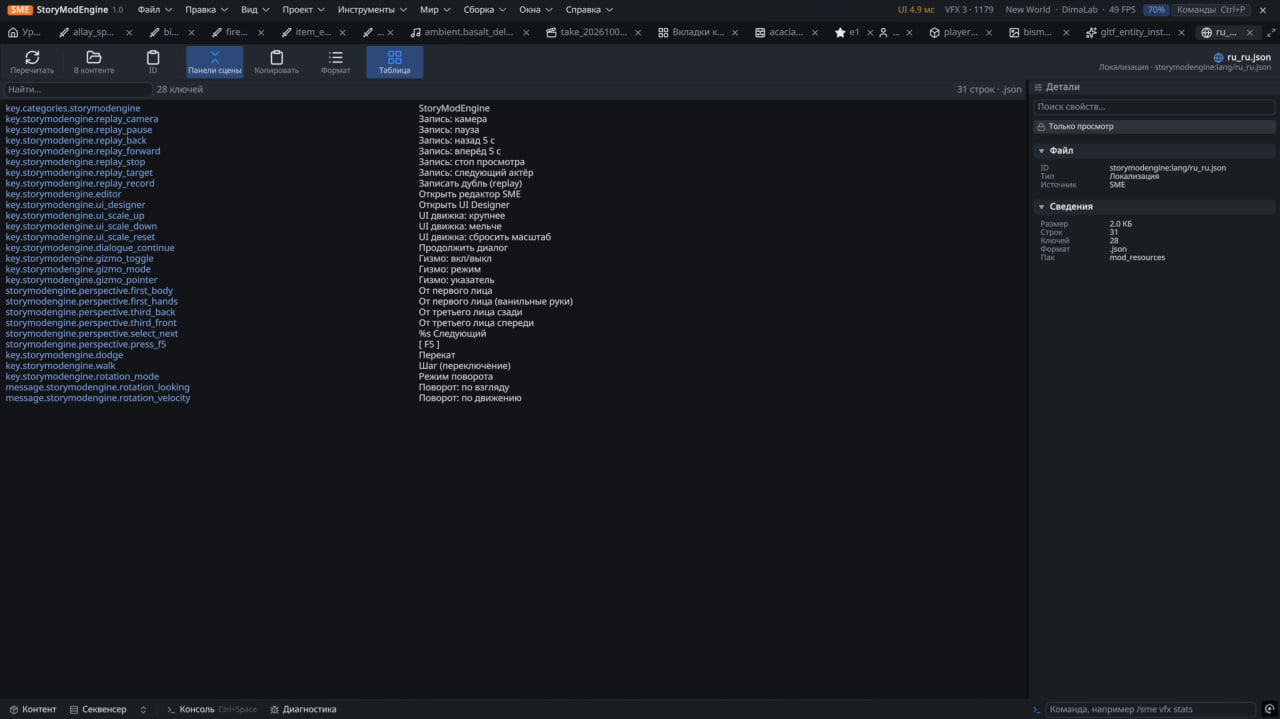 SME StoryModEngine 1.0 Файл Правка Вид Проект Инструменты Мир Сборка Окна Справка UI 4.9 мс VFX 3 · 1179 New World · DimaLab · 49 FPS 70% Команды Ctrl+P
Ур... allay_sp... bi... fire... item_e... ... ambient.basalt_del... take_2026100... Вкладки к... acacia... e1 ... player... bism... gltf_entity_inst... ru_...
Перечитать В контенте ID Панели сцены Копировать Формат Таблица
ru_ru.json
Локализация · storymodengine:lang/ru_ru.json
Найти... 28 ключей 31 строк · .json
key.categories.storymodengine StoryModEngine
key.storymodengine.replay_camera Запись: камера
key.storymodengine.replay_pause Запись: пауза
key.storymodengine.replay_back Запись: назад 5 с
key.storymodengine.replay_forward Запись: вперёд 5 с
key.storymodengine.replay_stop Запись: стоп просмотра
key.storymodengine.replay_target Запись: следующий актёр
key.storymodengine.replay_record Записать дубль (replay)
key.storymodengine.editor Открыть редактор SME
key.storymodengine.ui_designer Открыть UI Designer
key.storymodengine.ui_scale_up UI движка: крупнее
key.storymodengine.ui_scale_down UI движка: мельче
key.storymodengine.ui_scale_reset UI движка: сбросить масштаб
key.storymodengine.dialogue_continue Продолжить диалог
key.storymodengine.gizmo_toggle Гизмо: вкл/выкл
key.storymodengine.gizmo_mode Гизмо: режим
key.storymodengine.gizmo_pointer Гизмо: указатель
storymodengine.perspective.first_body От первого лица
storymodengine.perspective.first_hands От первого лица (ванильные руки)
storymodengine.perspective.third_back От третьего лица сзади
storymodengine.perspective.third_front От третьего лица спереди
storymodengine.perspective.select_next %s Следующий
storymodengine.perspective.press_f5 [ F5 ]
key.storymodengine.dodge Перекат
key.storymodengine.walk Шаг (переключение)
key.storymodengine.rotation_mode Режим поворота
message.storymodengine.rotation_looking Поворот: по взгляду
message.storymodengine.rotation_velocity Поворот: по движению
Детали
Поиск свойств...
Только просмотр
Файл
ID storymodengine:lang/ru_ru.json
Тип Локализация
Источник SME
Сведения
Размер 2.0 КБ
Строк 31
Ключей 28
Формат .json
Пак mod_resources
Контент Секвенсер Консоль Ctrl+Space Диагностика Команда, например /sme vfx stats